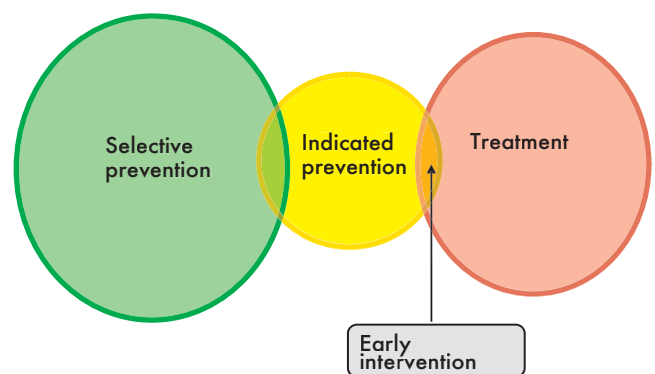 Selective
prevention
Indicated
prevention
Treatment
Early
intervention